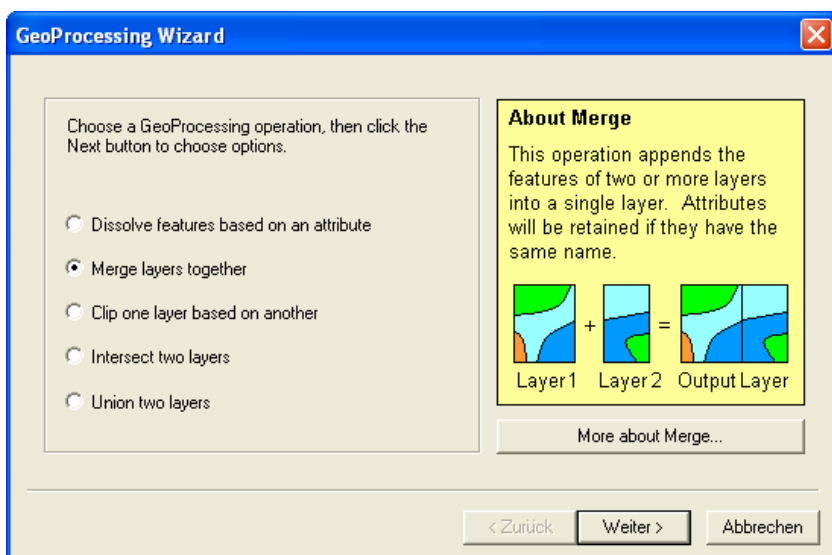 GeoProcessing Wizard
Choose a GeoProcessing operation, then click the
Next button to choose options.
Dissolve features based on an attribute
Merge layers together
Clip one layer based on another
Intersect two layers
Union two layers
About Merge
This operation appends the
features of two or more layers
into a single layer. Attributes
will be retained if they have the
same name.
+ =
Layer1 Layer 2 Output Layer
More about Merge...
< Zurück Weiter > Abbrechen